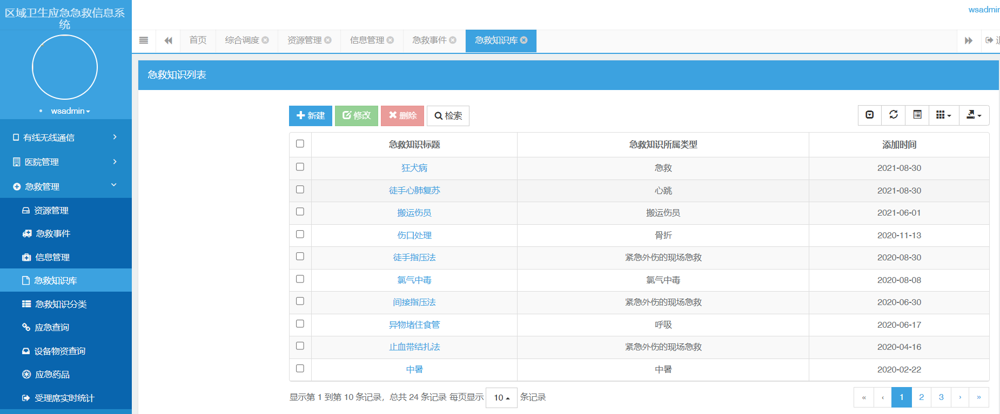 区域卫生应急急救信息系
统
wsadmin
有线无线通信
医院管理
急救管理
资源管理
急救事件
信息管理
急救知识库
急救知识分类
应急查询
设备物资查询
应急药品
受理席实时统计
wsadmin
首页 综合调度 资源管理 信息管理 急救事件 急救知识库
急救知识列表
新建 修改 删除 检索
急救知识标题 急救知识所属类型 添加时间
狂犬病 急救 2021-08-30
徒手心肺复苏 心跳 2021-08-30
搬运伤员 搬运伤员 2021-06-01
伤口处理 骨折 2020-11-13
徒手指压法 紧急外伤的现场急救 2020-08-30
氯气中毒 氯气中毒 2020-08-08
间接指压法 紧急外伤的现场急救 2020-06-30
异物堵住食管 呼吸 2020-06-17
止血带结扎法 紧急外伤的现场急救 2020-04-16
中暑 中暑 2020-02-22
显示第 1 到第 10 条记录，总共 24 条记录 每页显示 10 条记录
« ‹ 1 2 3 › »